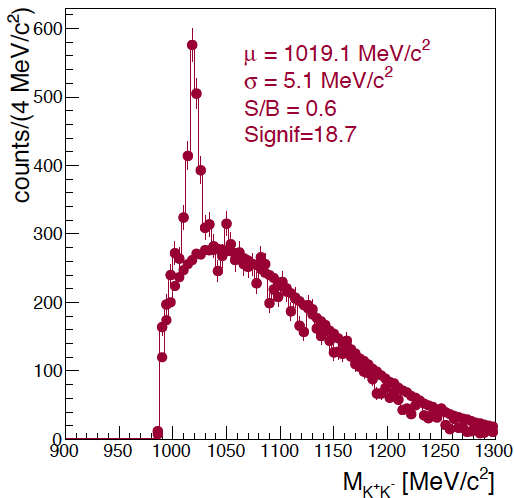 counts/(4 MeV/c²)
600
500
400
300
200
100
0
μ = 1019.1 MeV/c²
σ = 5.1 MeV/c²
S/B = 0.6
Signif=18.7
900 950 1000 1050 1100 1150 1200 1250 1300
M_K⁺K⁻ [MeV/c²]